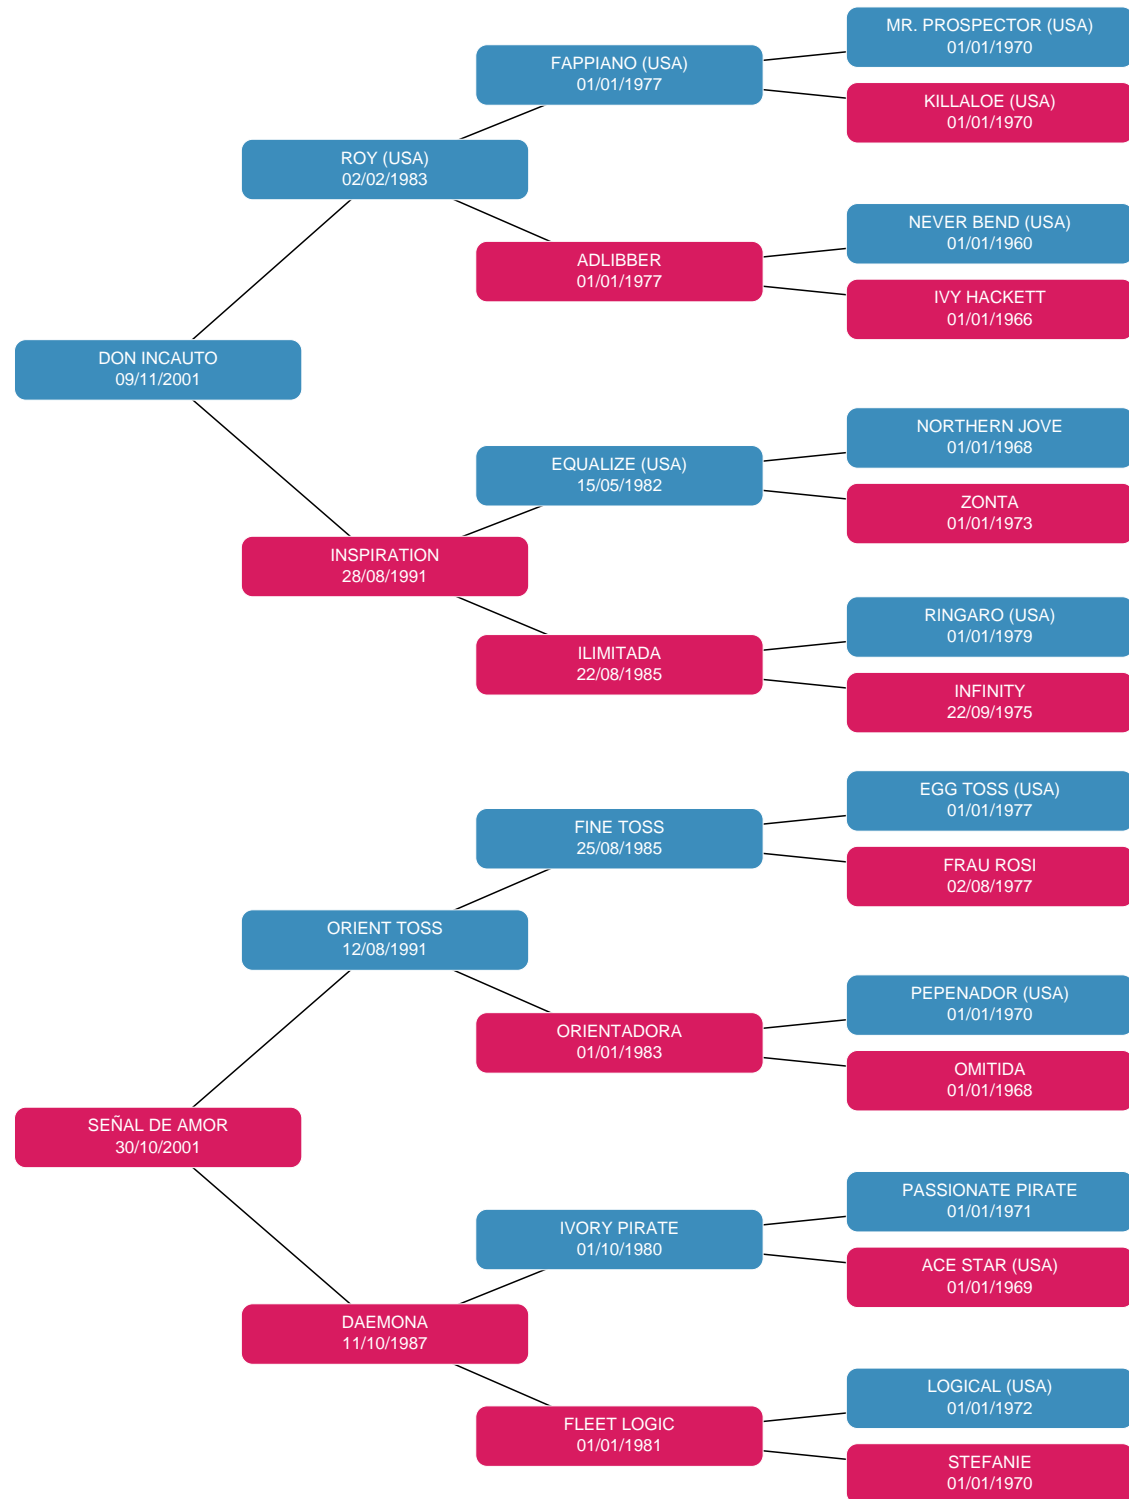 MR. PROSPECTOR (USA)
01/01/1970
FAPPIANO (USA)
01/01/1977
KILLALOE (USA)
01/01/1970
ROY (USA)
02/02/1983
NEVER BEND (USA)
01/01/1960
ADLIBBER
01/01/1977
IVY HACKETT
01/01/1966
DON INCAUTO
09/11/2001
NORTHERN JOVE
01/01/1968
EQUALIZE (USA)
15/05/1982
ZONTA
01/01/1973
INSPIRATION
28/08/1991
RINGARO (USA)
01/01/1979
ILIMITADA
22/08/1985
INFINITY
22/09/1975
EGG TOSS (USA)
01/01/1977
FINE TOSS
25/08/1985
FRAU ROSI
02/08/1977
ORIENT TOSS
12/08/1991
PEPENADOR (USA)
01/01/1970
ORIENTADORA
01/01/1983
OMITIDA
01/01/1968
SEÑAL DE AMOR
30/10/2001
PASSIONATE PIRATE
01/01/1971
IVORY PIRATE
01/10/1980
ACE STAR (USA)
01/01/1969
DAEMONA
11/10/1987
LOGICAL (USA)
01/01/1972
FLEET LOGIC
01/01/1981
STEFANIE
01/01/1970